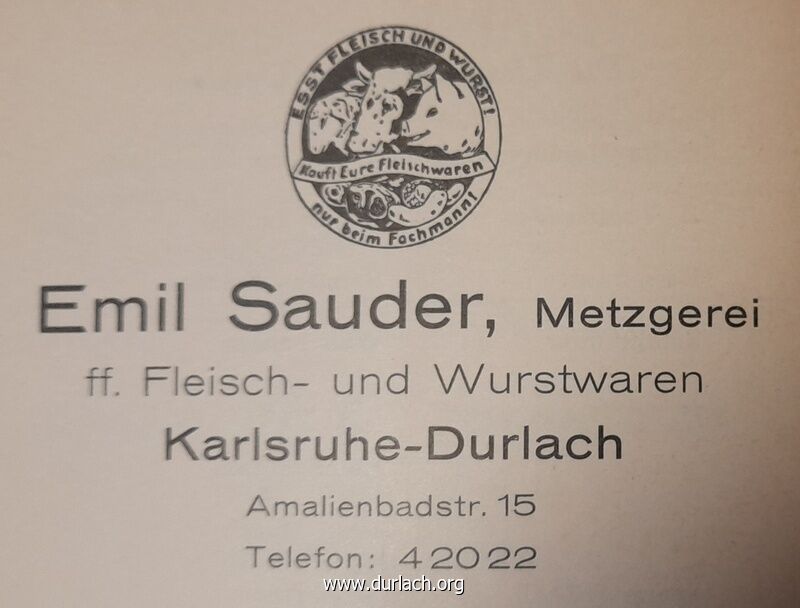 ESST FLEISCH UND WURST!
Kauft Eure Fleischwaren
nur beim Fachmann!
Emil Sauder, Metzgerei
ff. Fleisch- und Wurstwaren
Karlsruhe-Durlach
Amalienbadstr. 15
Telefon: 42022
www.durlach.org